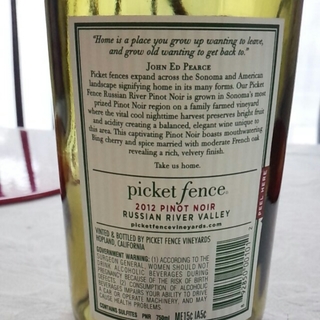 "Home is a place you grow up wanting to leave,
and grow old wanting to get back to."
JOHN ED PEARCE
Picket fences expand across the Sonoma and American
landscape signifying home in its many forms. Our Picket
Fence Russian River Pinot Noir is grown in Sonoma's most
prized Pinot Noir region on a family farmed vineyard
where the vital cool nighttime harvest preserves bright fruit
and acidity creating a balanced, elegant wine unique to
this area. This captivating Pinot Noir boasts mouthwatering
Bing cherry and spice married with moderate French oak
revealing a rich, velvety finish.
Take us home.
picket fence
2012 PINOT NOIR
RUSSIAN RIVER VALLEY
picketfencevineyards.com
VINTED & BOTTLED BY PICKET FENCE VINEYARDS
HOPLAND, CALIFORNIA
GOVERNMENT WARNING: (1) ACCORDING TO THE
SURGEON GENERAL, WOMEN SHOULD NOT
DRINK ALCOHOLIC BEVERAGES DURING
PREGNANCY BECAUSE OF THE RISK OF BIRTH
DEFECTS. (2) CONSUMPTION OF ALCOHOLIC
BEVERAGES IMPAIRS YOUR ABILITY TO DRIVE A
CAR OR OPERATE MACHINERY, AND MAY
CAUSE HEALTH PROBLEMS.
CONTAINS SULFITES 750ml ME15¢ IA5¢
PEEL HERE